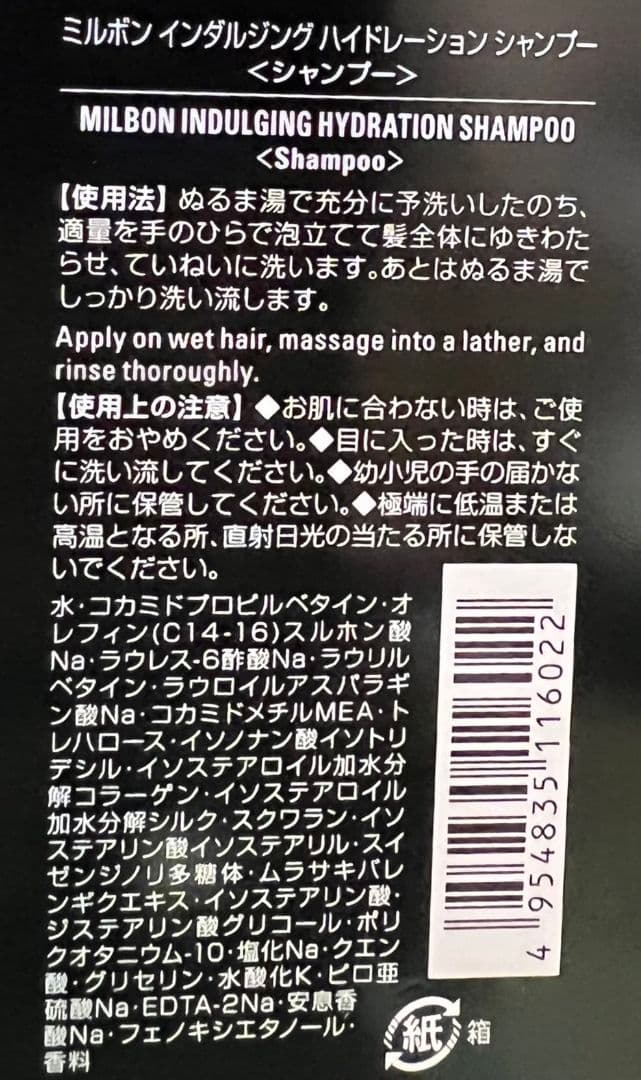 ミルボン インダルジング ハイドレーション シャンプー
<シャンプー>
MILBON INDULGING HYDRATION SHAMPOO
<Shampoo>
【使用法】ぬるま湯で充分に予洗いしたのち、
適量を手のひらで泡立てて髪全体にゆきわた
らせ、ていねいに洗います。あとはぬるま湯で
しっかり洗い流します。
Apply on wet hair, massage into a lather, and
rinse thoroughly.
【使用上の注意】◆お肌に合わない時は、ご使
用をおやめください。◆目に入った時は、すぐ
に洗い流してください。◆幼小児の手の届かな
い所に保管してください。◆極端に低温または
高温となる所、直射日光の当たる所に保管しな
いでください。
水・コカミドプロピルベタイン・オ
レフィン(C14-16)スルホン酸
Na・ラウレス-6酢酸Na・ラウリル
ベタイン・ラウロイルアスパラギ
ン酸Na・コカミドメチルMEA・ト
レハロース・イソノナン酸イソトリ
デシル・イソステアロイル加水分
解コラーゲン・イソステアロイル
加水分解シルク・スクワラン・イソ
ステアリン酸イソステアリル・スイ
ゼンジノリ多糖体・ムラサキバレ
ンギクエキス・イソステアリン酸・
ジステアリン酸グリコール・ポリ
クオタニウム-10・塩化Na・クエン
酸・グリセリン・水酸化K・ピロ亜
硫酸Na・EDTA-2Na・安息香
酸Na・フェノキシエタノール・
香料
4 954835 116022
紙 箱